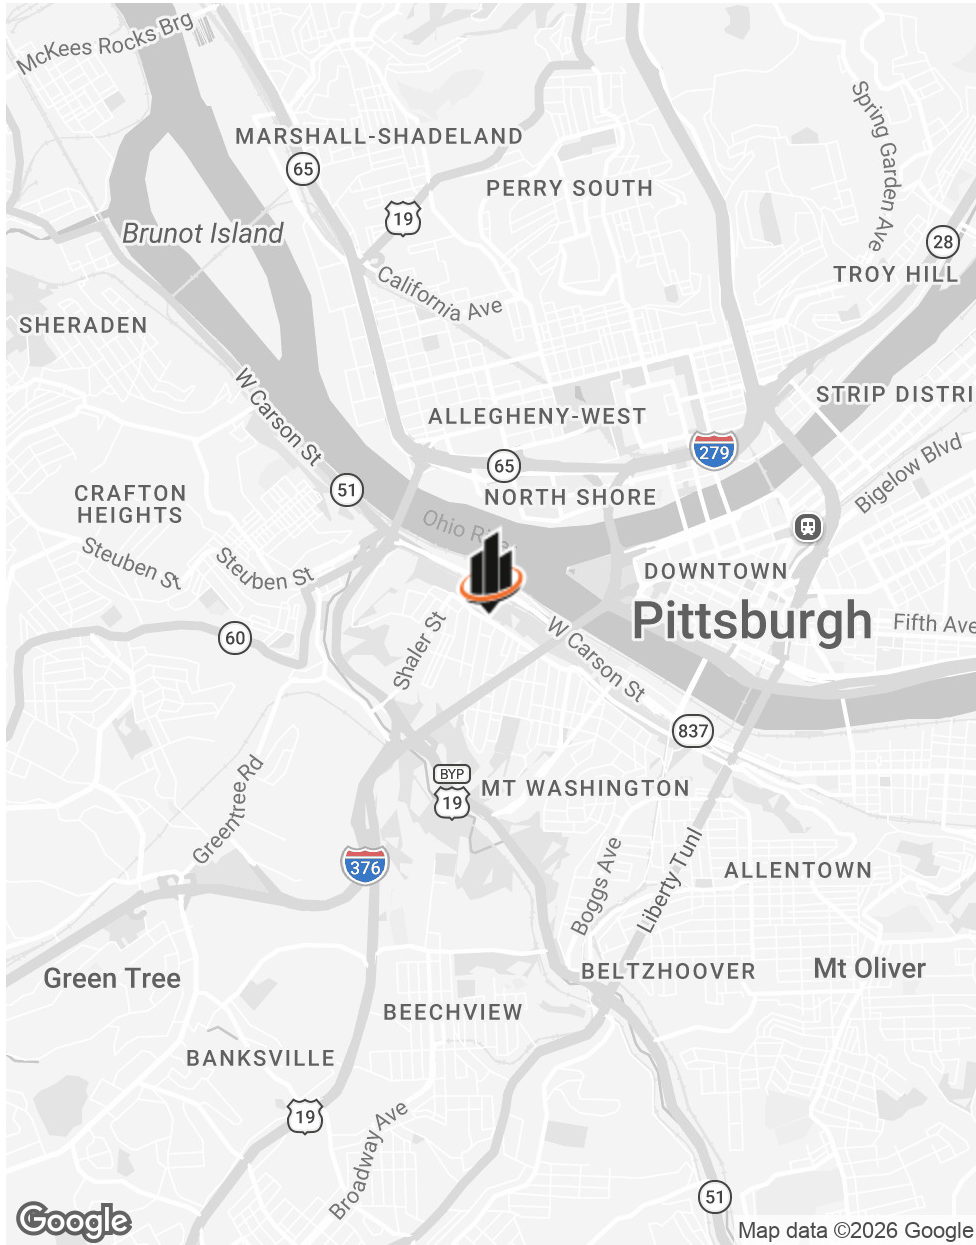 McKees Rocks Brg
MARSHALL-SHADELAND
65
Spring Garden Ave
PERRY SOUTH
19
Brunot Island
28
TROY HILL
California Ave
SHERADEN
W Carson St
STRIP DISTRI
ALLEGHENY-WEST
279
65
Bigelow Blvd
51
NORTH SHORE
CRAFTON
HEIGHTS
Ohio Rive
Steuben St
Steuben St
DOWNTOWN
Pittsburgh
Fifth Ave
60
Shaler St
W Carson St
837
BYP
19
MT WASHINGTON
Greentree Rd
376
Boggs Ave
Liberty Tunl
ALLENTOWN
Green Tree
BELTZHOOVER
Mt Oliver
BEECHVIEW
BANKSVILLE
19
Broadway Ave
51
Google
Map data ©2026 Google